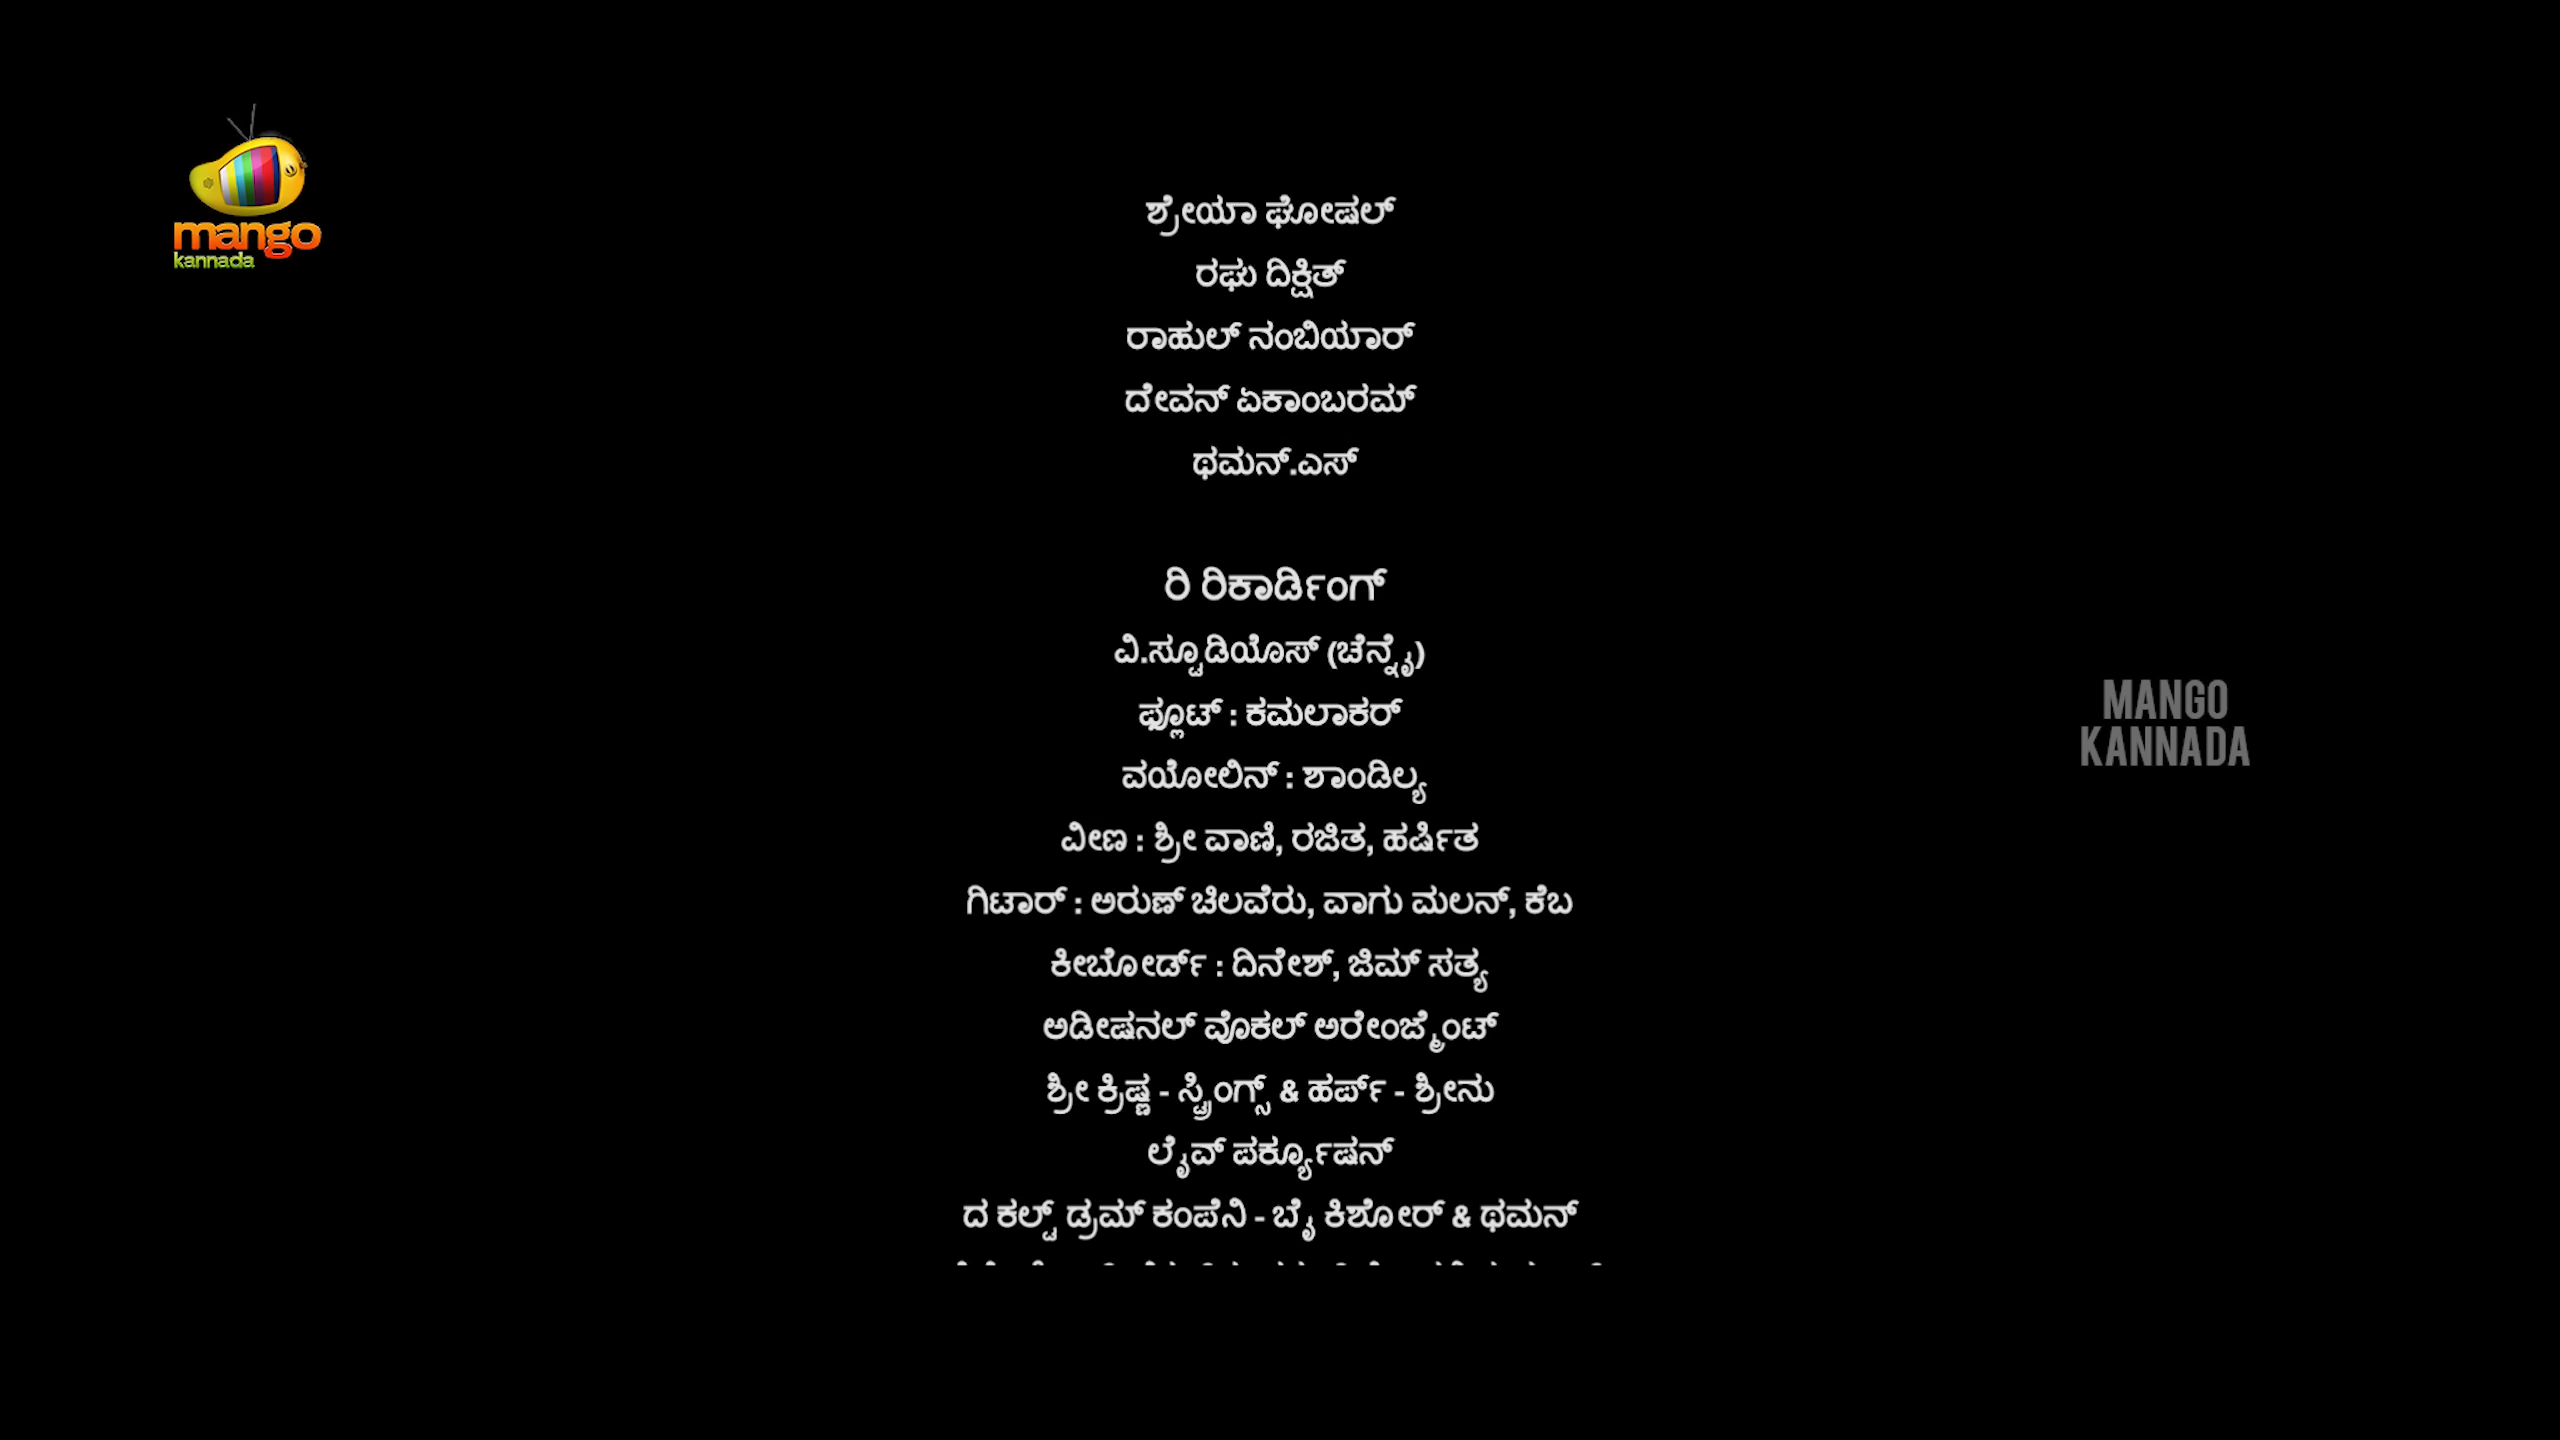 mango
kannada
ಶ್ರೇಯಾ ಘೋಷಲ್
ರಘು ದಿಕ್ಷಿತ್
ರಾಹುಲ್ ನಂಬಿಯಾರ್
ದೇವನ್ ಏಕಾಂಬರಮ್
ಥಮನ್.ಎಸ್
ರಿ ರಿಕಾರ್ಡಿಂಗ್
ವಿ.ಸ್ಟೂಡಿಯೊಸ್ (ಚೆನ್ನೈ)
ಫ್ಲೂಟ್ : ಕಮಲಾಕರ್
ವಯೋಲಿನ್ : ಶಾಂಡಿಲ್ಯ
ವೀಣ : ಶ್ರೀ ವಾಣಿ, ರಜಿತ, ಹರ್ಷಿತ
ಗಿಟಾರ್ : ಅರುಣ್ ಚಿಲವೆರು, ವಾಗು ಮಲನ್, ಕೆಬ
ಕೀಬೋರ್ಡ್ : ದಿನೇಶ್, ಜಿಮ್ ಸತ್ಯ
ಅಡೀಷನಲ್ ವೊಕಲ್ ಅರೇಂಜ್ಮೆಂಟ್
ಶ್ರೀ ಕ್ರಿಷ್ಣ - ಸ್ಟ್ರಿಂಗ್ಸ್ & ಹರ್ಪ್ - ಶ್ರೀನು
ಲೈವ್ ಪರ್ಕ್ಯೂಷನ್
ದ ಕಲ್ಟ್ ಡ್ರಮ್ ಕಂಪೆನಿ - ಬೈ ಕಿಶೋರ್ & ಥಮನ್
MANGO
KANNADA